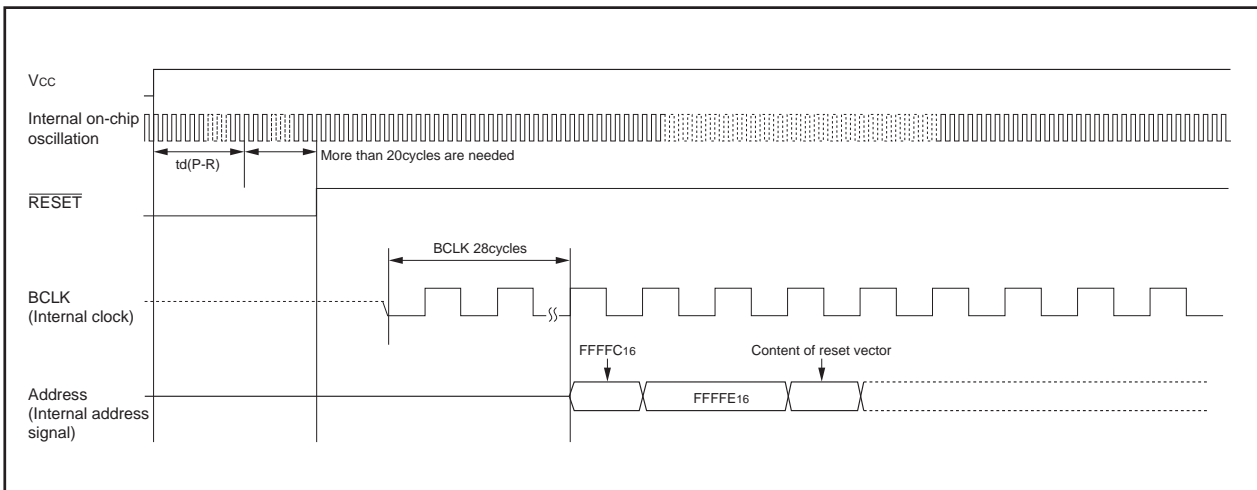 Vcc
Internal on-chip
oscillation
td(P-R)
More than 20cycles are needed
RESET
BCLK 28cycles
BCLK
(Internal clock)
FFFFC16
Content of reset vector
Address
(Internal address
signal)
FFFFE16